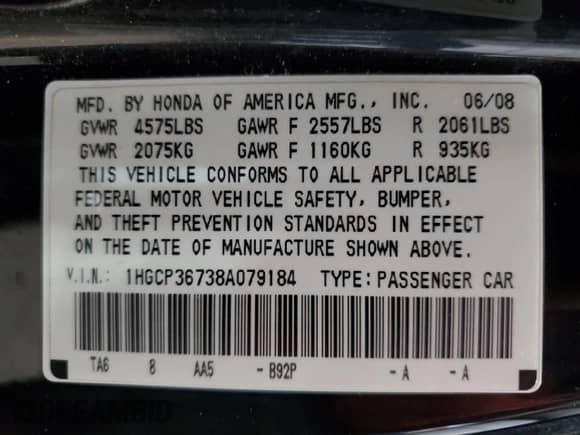 MFD. BY HONDA OF AMERICA MFG., INC. 06/08
GVWR 4575LBS GAWR F 2557LBS R 2061LBS
GVWR 2075KG GAWR F 1160KG R 935KG
THIS VEHICLE CONFORMS TO ALL APPLICABLE
FEDERAL MOTOR VEHICLE SAFETY, BUMPER,
AND THEFT PREVENTION STANDARDS IN EFFECT
ON THE DATE OF MANUFACTURE SHOWN ABOVE.
V.I.N.: 1HGCP36738A079184 TYPE: PASSENGER CAR
TA6 8 AA5 - B92P - A - A